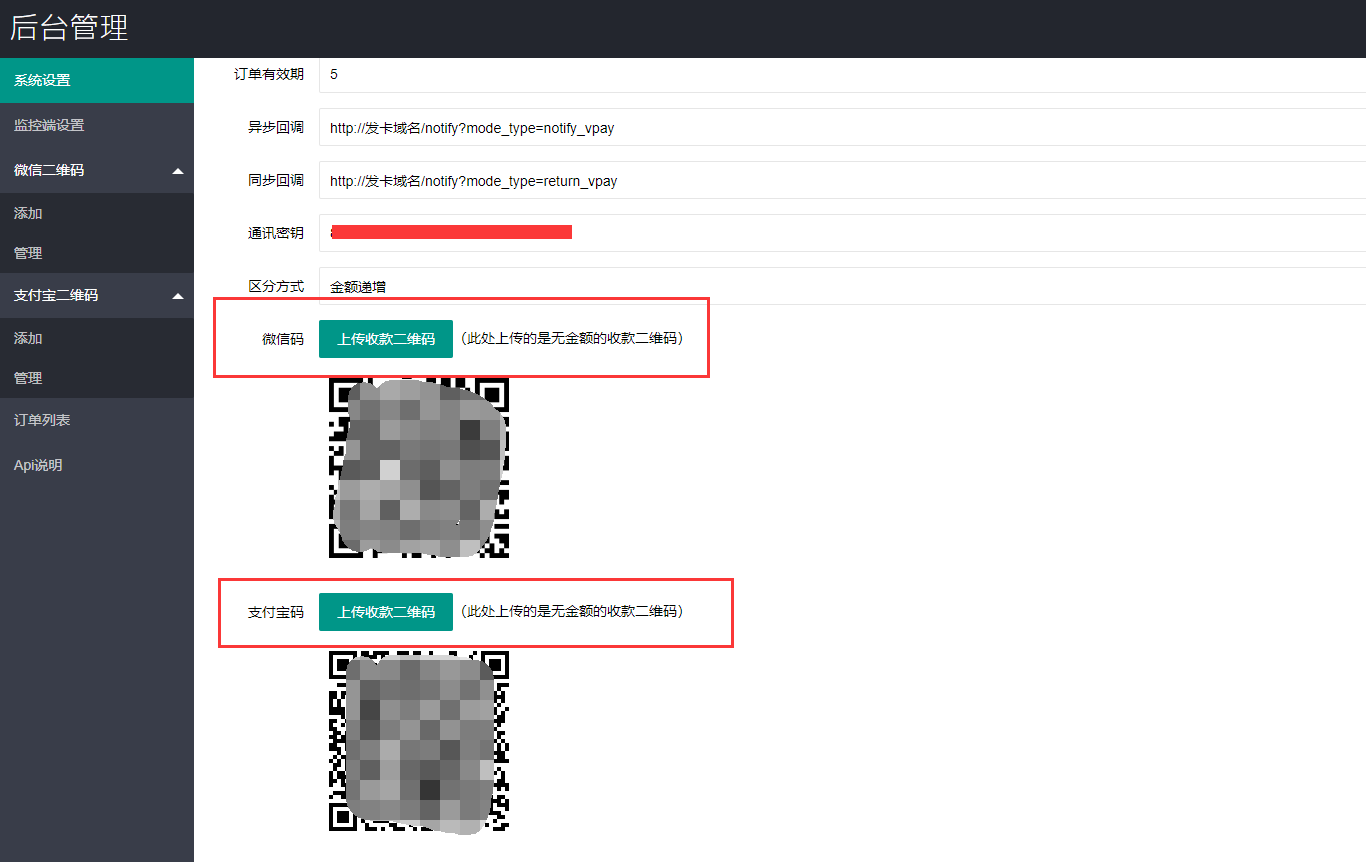 后台管理
系统设置
监控端设置
微信二维码
添加
管理
支付宝二维码
添加
管理
订单列表
Api说明
订单有效期
5
异步回调
http://发卡域名/notify?mode_type=notify_vpay
同步回调
http://发卡域名/notify?mode_type=return_vpay
通讯密钥
区分方式
金额递增
微信码
上传收款二维码
(此处上传的是无金额的收款二维码)
支付宝码
上传收款二维码
(此处上传的是无金额的收款二维码)